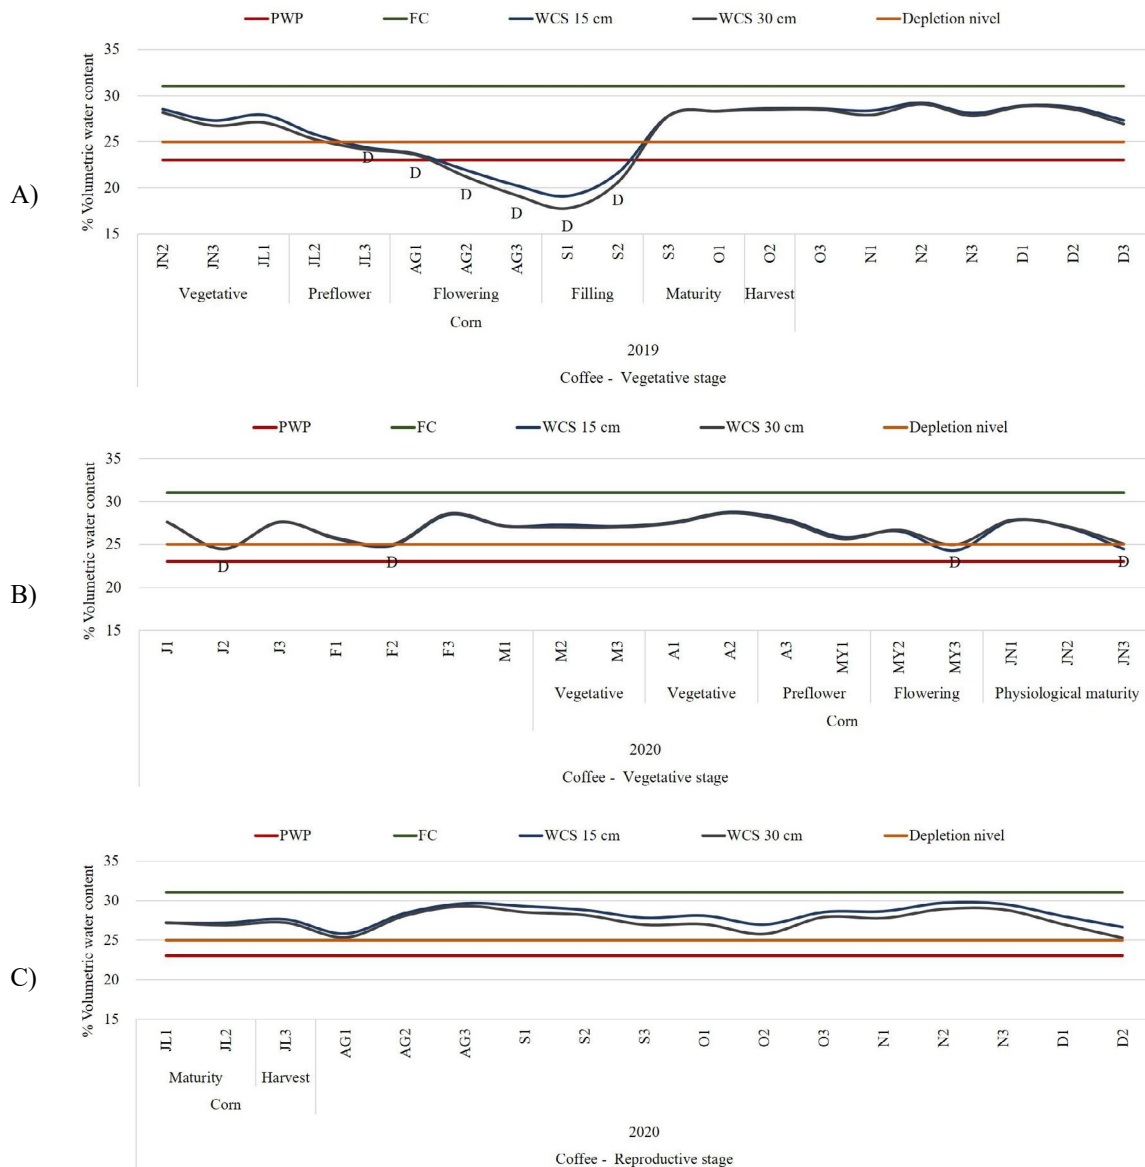 PWP FC WCS 15 cm WCS 30 cm Depletion nivel
A)
% Volumetric water content
35
30
25
20
15
D D D D D D
JN2 JN3 JL1 JL2 JL3 AG1 AG2 AG3 S1 S2 S3 O1 O2 O3 N1 N2 N3 D1 D2 D3
Vegetative Preflower Flowering Filling Maturity Harvest
Corn
2019
Coffee - Vegetative stage
PWP FC WCS 15 cm WCS 30 cm Depletion nivel
B)
% Volumetric water content
35
30
25
20
15
D D D D
J1 J2 J3 F1 F2 F3 M1 M2 M3 A1 A2 A3 MY1 MY2 MY3 JN1 JN2 JN3
Vegetative Vegetative Preflower Flowering Physiological maturity
Corn
2020
Coffee - Vegetative stage
PWP FC WCS 15 cm WCS 30 cm Depletion nivel
C)
% Volumetric water content
35
30
25
20
15
JL1 JL2 JL3 AG1 AG2 AG3 S1 S2 S3 O1 O2 O3 N1 N2 N3 D1 D2
Maturity Harvest
Corn
2020
Coffee - Reproductive stage